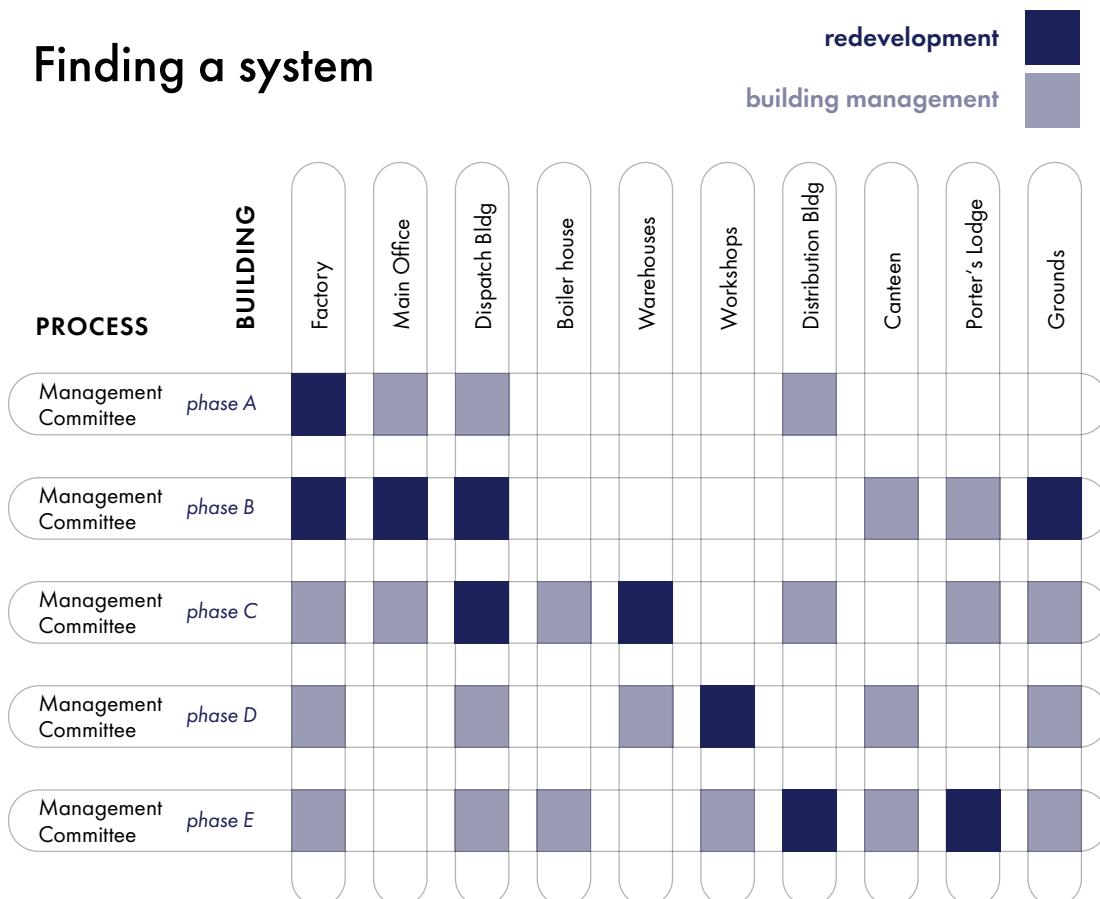 Finding a system
redevelopment
building management
PROCESS
BUILDING
Factory
Main Office
Dispatch Bldg
Boiler house
Warehouses
Workshops
Distribution Bldg
Canteen
Porter’s Lodge
Grounds
Management
Committee
phase A
Management
Committee
phase B
Management
Committee
phase C
Management
Committee
phase D
Management
Committee
phase E